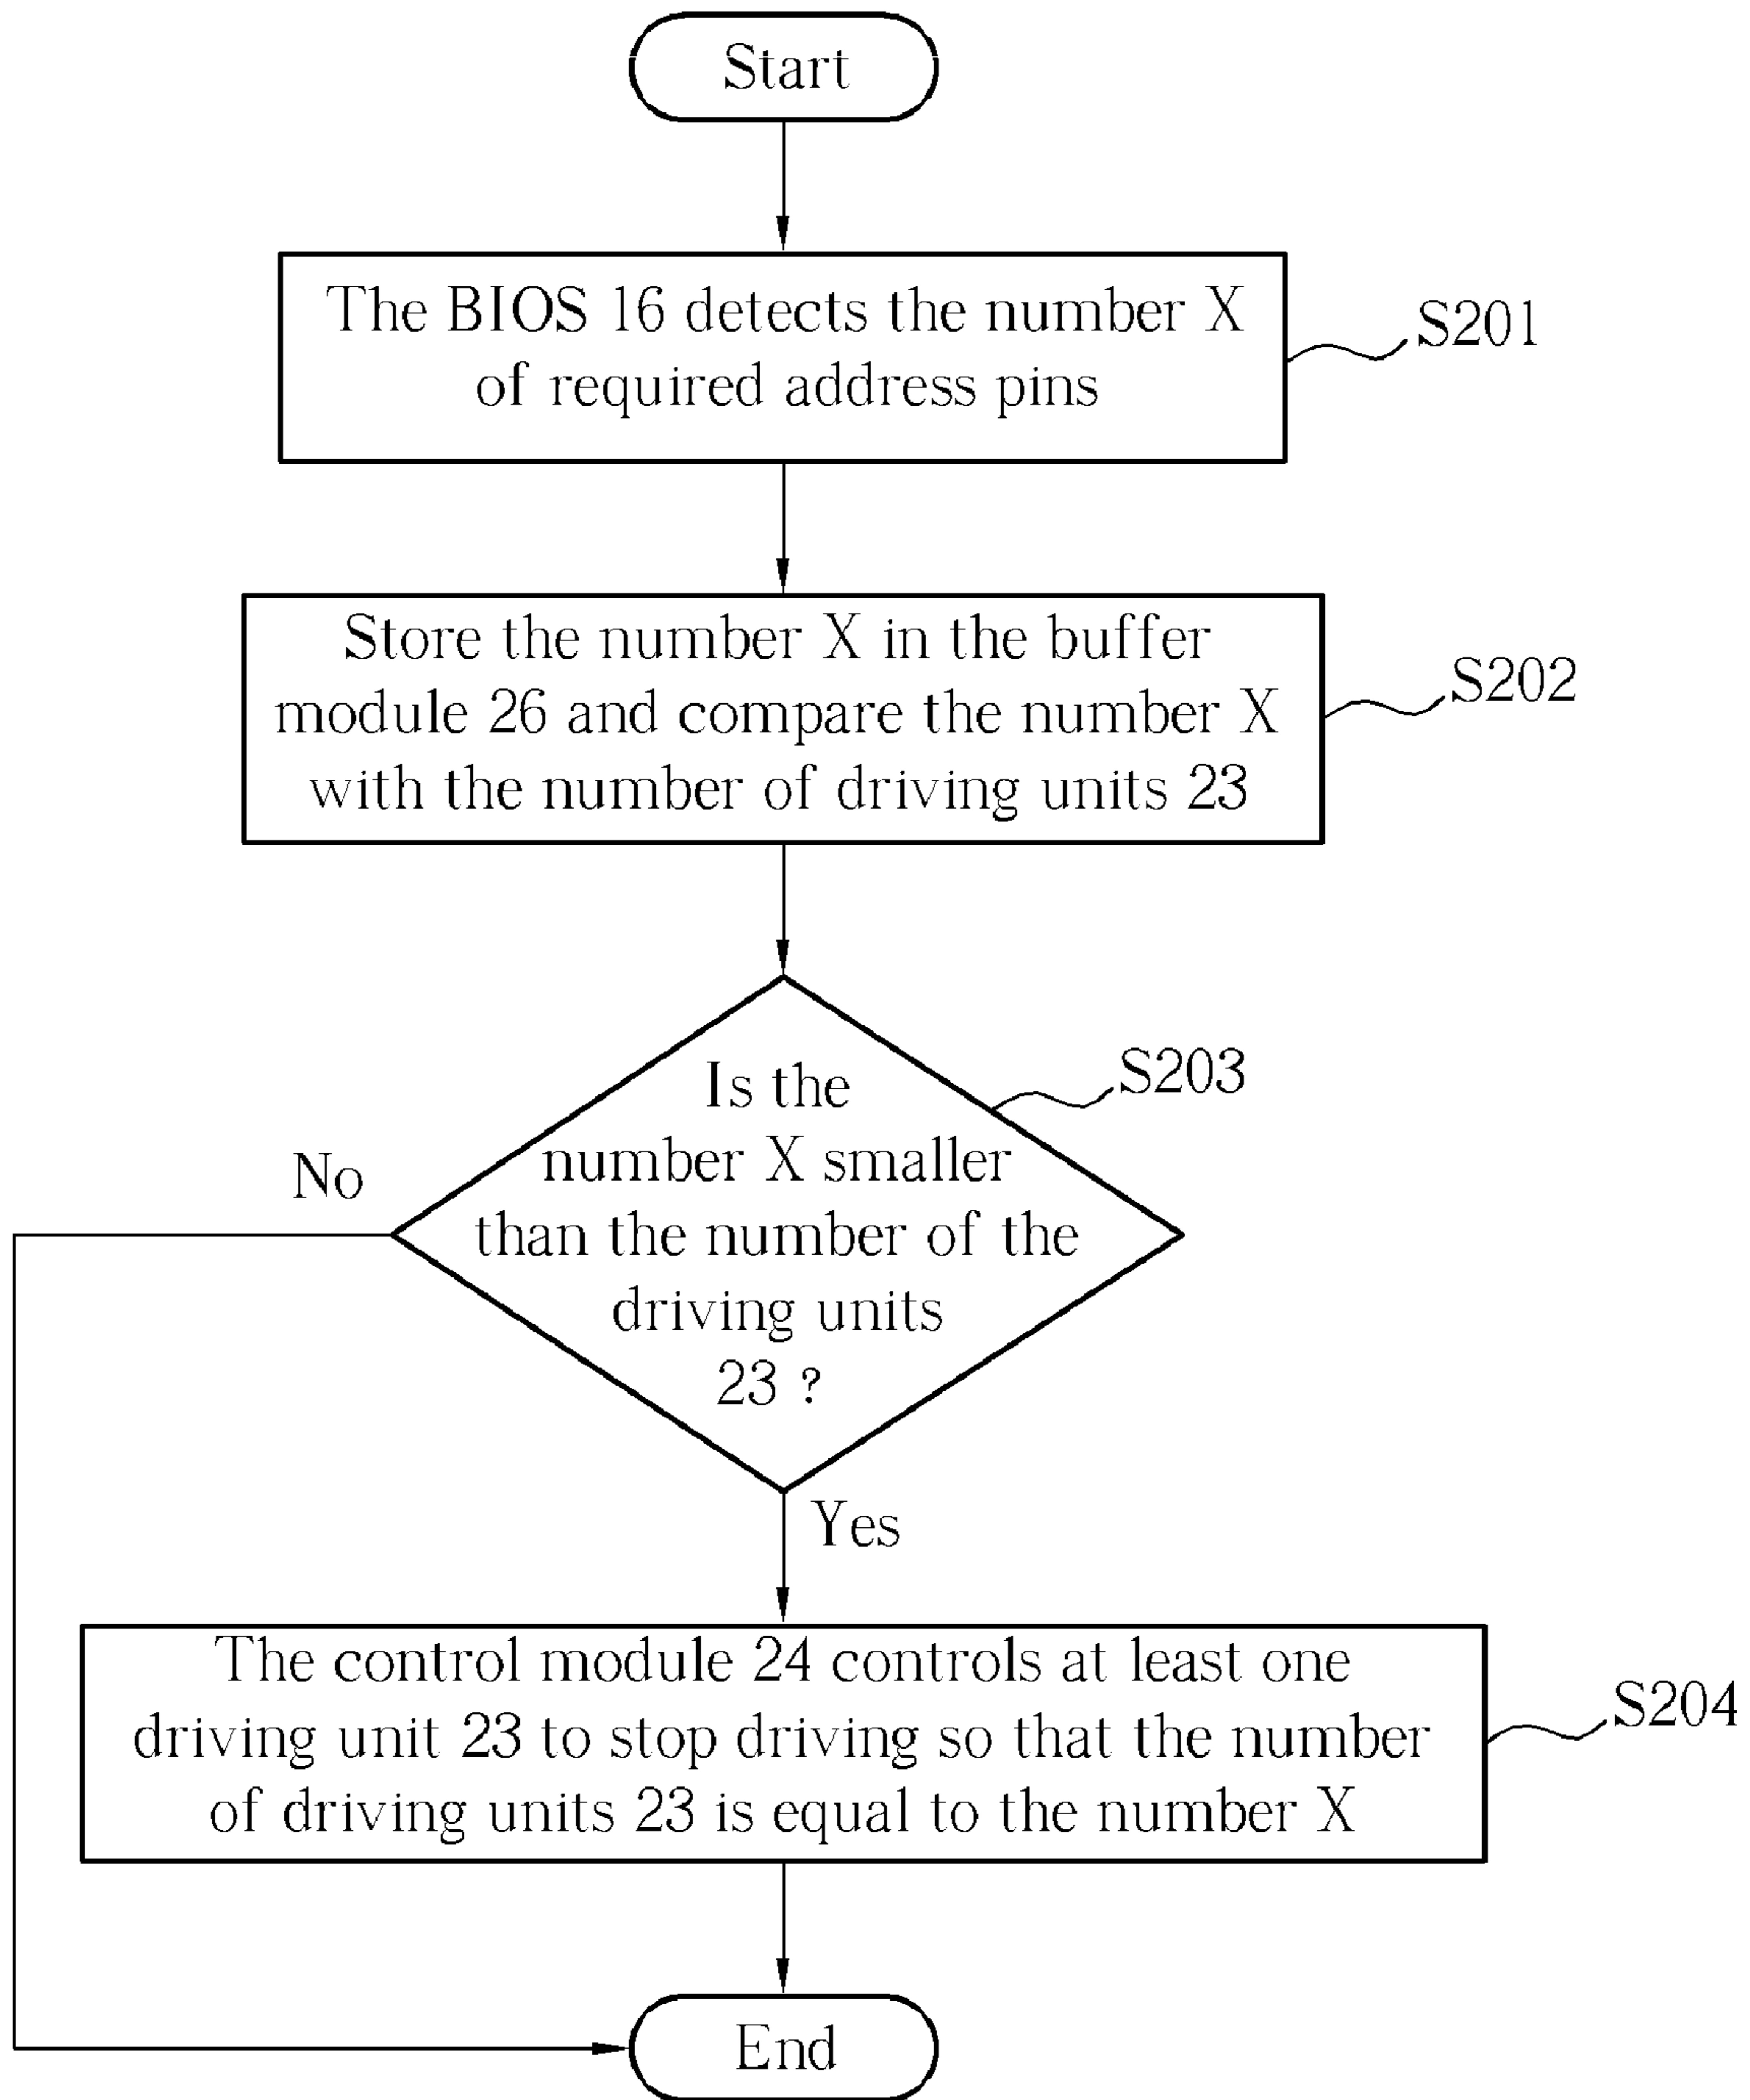 Start
The BIOS 16 detects the number X
of required address pins
S201
Store the number X in the buffer
module 26 and compare the number X
with the number of driving units 23
S202
Is the
number X smaller
than the number of the
driving units
23 ?
S203
No
Yes
The control module 24 controls at least one
driving unit 23 to stop driving so that the number
of driving units 23 is equal to the number X
S204
End